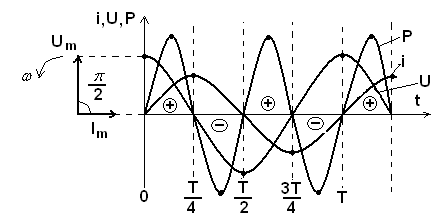 i,U,P
Uₘ
ω
π/2
Iₘ
P
i
U
t
+ − + − +
0 T/4 T/2 3T/4 T